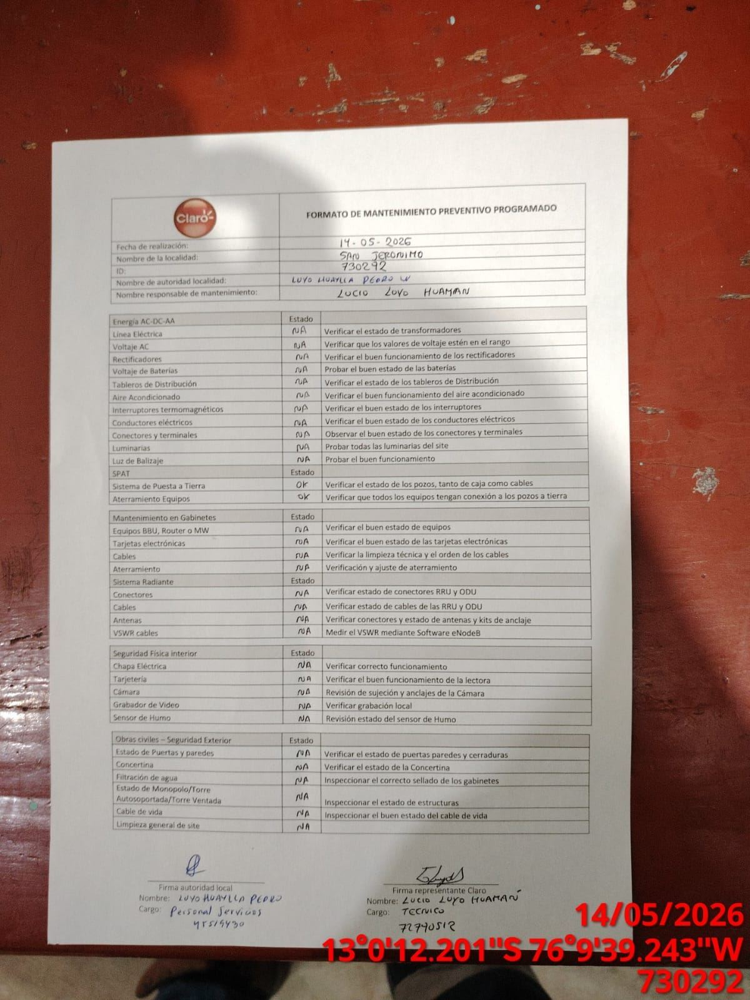 Claro
FORMATO DE MANTENIMIENTO PREVENTIVO PROGRAMADO
Fecha de realización: 14-05-2026
Nombre de la localidad: SAN JERONIMO
ID: 730292
Nombre de autoridad localidad: LUYO HUAYLLA PEDRO W
Nombre responsable de mantenimiento: LUCIO LUYO HUAMAN
Energía AC-DC-AA Estado
Línea Eléctrica NA Verificar el estado de transformadores
Voltaje AC NA Verificar que los valores de voltaje estén en el rango
Rectificadores NA Verificar el buen funcionamiento de los rectificadores
Voltaje de Baterías NA Probar el buen estado de las baterías
Tableros de Distribución NA Verificar el estado de los tableros de Distribución
Aire Acondicionado NA Verificar el buen funcionamiento del aire acondicionado
Interruptores termomagnéticos NA Verificar el buen estado de los interruptores
Conductores eléctricos NA Verificar el buen estado de los conductores eléctricos
Conectores y terminales NA Observar el buen estado de los conectores y terminales
Luminarias NA Probar todas las luminarias del site
Luz de Balizaje NA Probar el buen funcionamiento
SPAT Estado
Sistema de Puesta a Tierra OK Verificar el estado de los pozos, tanto de caja como cables
Aterramiento Equipos OK Verificar que todos los equipos tengan conexión a los pozos a tierra
Mantenimiento en Gabinetes Estado
Equipos BBU, Router o MW NA Verificar el buen estado de equipos
Tarjetas electrónicas NA Verificar el buen estado de las tarjetas electrónicas
Cables NA Verificar la limpieza técnica y el orden de los cables
Aterramiento NA Verificación y ajuste de aterramiento
Sistema Radiante Estado
Conectores NA Verificar estado de conectores RRU y ODU
Cables NA Verificar estado de cables de las RRU y ODU
Antenas NA Verificar conectores y estado de antenas y kits de anclaje
VSWR cables NA Medir el VSWR mediante Software eNodeB
Seguridad Física interior Estado
Chapa Eléctrica NA Verificar correcto funcionamiento
Tarjetería NA Verificar el buen funcionamiento de la lectora
Cámara NA Revisión de sujeción y anclajes de la Cámara
Grabador de Video NA Verificar grabación local
Sensor de Humo NA Revisión estado del sensor de Humo
Obras civiles – Seguridad Exterior Estado
Estado de Puertas y paredes NA Verificar el estado de puertas paredes y cerraduras
Concertina NA Verificar el estado de la Concertina
Filtración de agua NA Inspeccionar el correcto sellado de los gabinetes
Estado de Monopolo/Torre
Autosoportada/Torre Ventada NA Inspeccionar el estado de estructuras
Cable de vida NA Inspeccionar el buen estado del cable de vida
Limpieza general de site NA
Firma autoridad local Firma representante Claro
Nombre: LUYO HUAYLLA PEDRO Nombre: LUCIO LUYO HUAMAN
Cargo: Personal Servicios Cargo: TECNICO
72740512
14/05/2026
13°0'12.201"S 76°9'39.243"W
730292